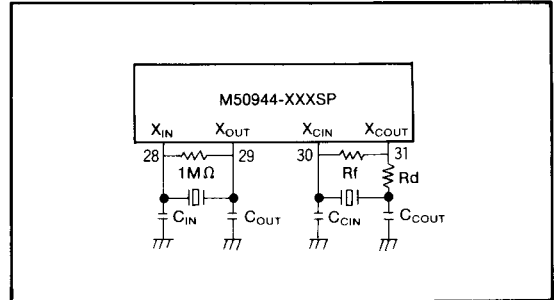 M50944-XXXSP
XIN XOUT XCIN XCOUT
28 29 30 31
1MΩ Rf Rd
CIN COUT CCIN CCOUT